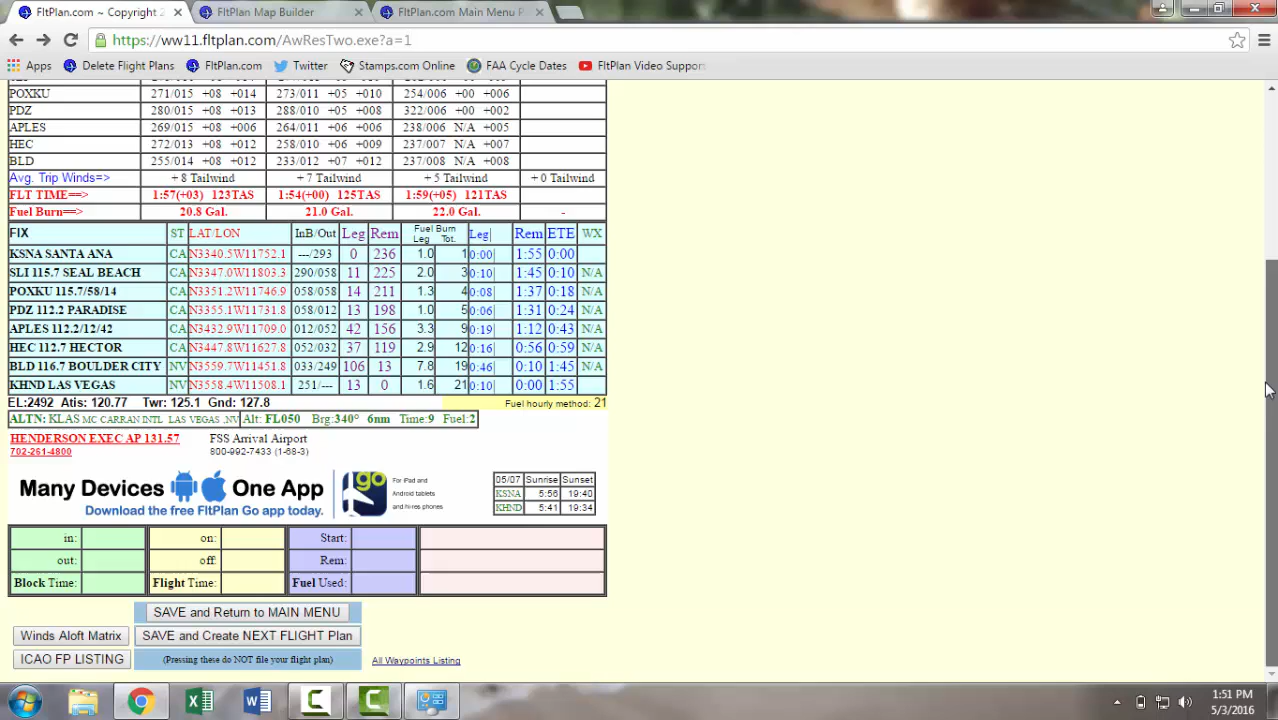 FltPlan.com ~ Copyright 2 × FltPlan Map Builder × FltPlan.com Main Menu P ×
https://ww11.fltplan.com/AwResTwo.exe?a=1
Apps Delete Flight Plans FltPlan.com Twitter Stamps.com Online FAA Cycle Dates FltPlan Video Support
POXKU 271/015 +08 +014 273/011 +05 +010 254/006 +00 +006
PDZ 280/015 +08 +013 288/010 +05 +008 322/006 +00 +002
APLES 269/015 +08 +006 264/011 +06 +006 238/006 N/A +005
HEC 272/013 +08 +012 258/010 +06 +009 237/007 N/A +007
BLD 255/014 +08 +012 233/012 +07 +012 237/008 N/A +008
Avg. Trip Winds=> + 8 Tailwind + 7 Tailwind + 5 Tailwind + 0 Tailwind
FLT TIME==> 1:57(+03) 123TAS 1:54(+00) 125TAS 1:59(+05) 121TAS
Fuel Burn==> 20.8 Gal. 21.0 Gal. 22.0 Gal. -
FIX ST LAT/LON InB/Out Leg Rem Fuel Burn Leg Tot. Leg Rem ETE WX
KSNA SANTA ANA CA N3340.5W11752.1 ---/293 0 236 1.0 1 0:00 1:55 0:00
SLI 115.7 SEAL BEACH CA N3347.0W11803.3 290/058 11 225 2.0 3 0:10 1:45 0:10 N/A
POXKU 115.7/58/14 CA N3351.2W11746.9 058/058 14 211 1.3 4 0:08 1:37 0:18 N/A
PDZ 112.2 PARADISE CA N3355.1W11731.8 058/012 13 198 1.0 5 0:06 1:31 0:24 N/A
APLES 112.2/12/42 CA N3432.9W11709.0 012/052 42 156 3.3 9 0:19 1:12 0:43 N/A
HEC 112.7 HECTOR CA N3447.8W11627.8 052/032 37 119 2.9 12 0:16 0:56 0:59 N/A
BLD 116.7 BOULDER CITY NV N3559.7W11451.8 033/249 106 13 7.8 19 0:46 0:10 1:45 N/A
KHND LAS VEGAS NV N3558.4W11508.1 251/--- 13 0 1.6 21 0:10 0:00 1:55
EL:2492 Atis: 120.77 Twr: 125.1 Gnd: 127.8 Fuel hourly method: 21
ALTN: KLAS MC CARRAN INTL LAS VEGAS ,NV Alt: FL050 Brg:340° 6nm Time:9 Fuel:2
HENDERSON EXEC AP 131.57 FSS Arrival Airport
702-261-4800 800-992-7433 (1-68-3)
Many Devices One App
Download the free FltPlan Go app today.
go
For iPad and
Android tablets
and hi-res phones
05/07 Sunrise Sunset
KSNA 5:56 19:40
KHND 5:41 19:34
in: on: Start:
out: off: Rem:
Block Time: Flight Time: Fuel Used:
SAVE and Return to MAIN MENU
Winds Aloft Matrix SAVE and Create NEXT FLIGHT Plan
ICAO FP LISTING (Pressing these do NOT file your flight plan) All Waypoints Listing
1:51 PM
5/3/2016